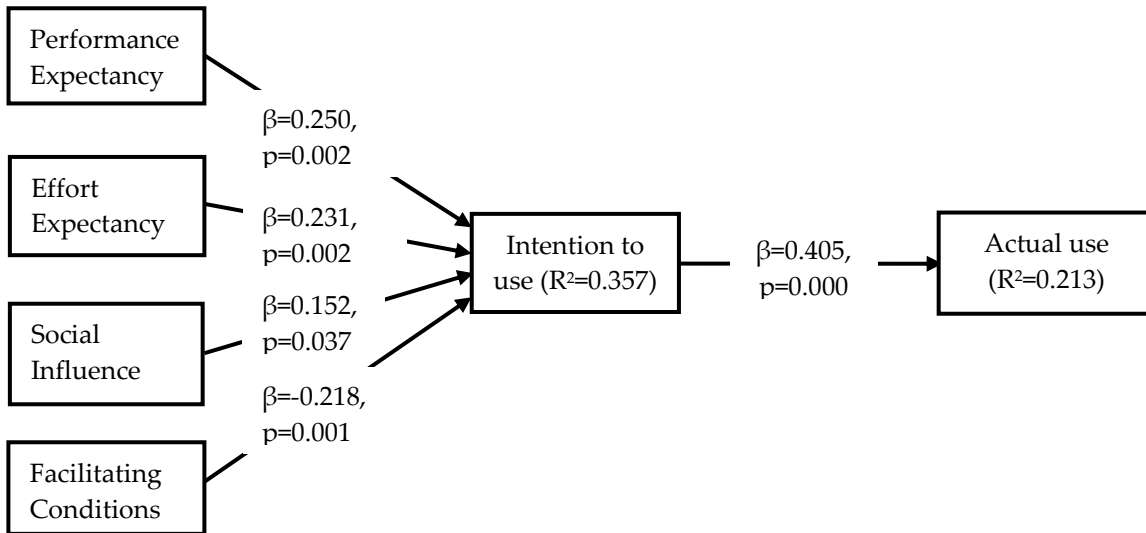 Performance
Expectancy
β=0.250,
p=0.002
Effort
Expectancy
β=0.231,
p=0.002
Social
Influence
β=0.152,
p=0.037
Facilitating
Conditions
β=-0.218,
p=0.001
Intention to
use (R²=0.357)
β=0.405,
p=0.000
Actual use
(R²=0.213)